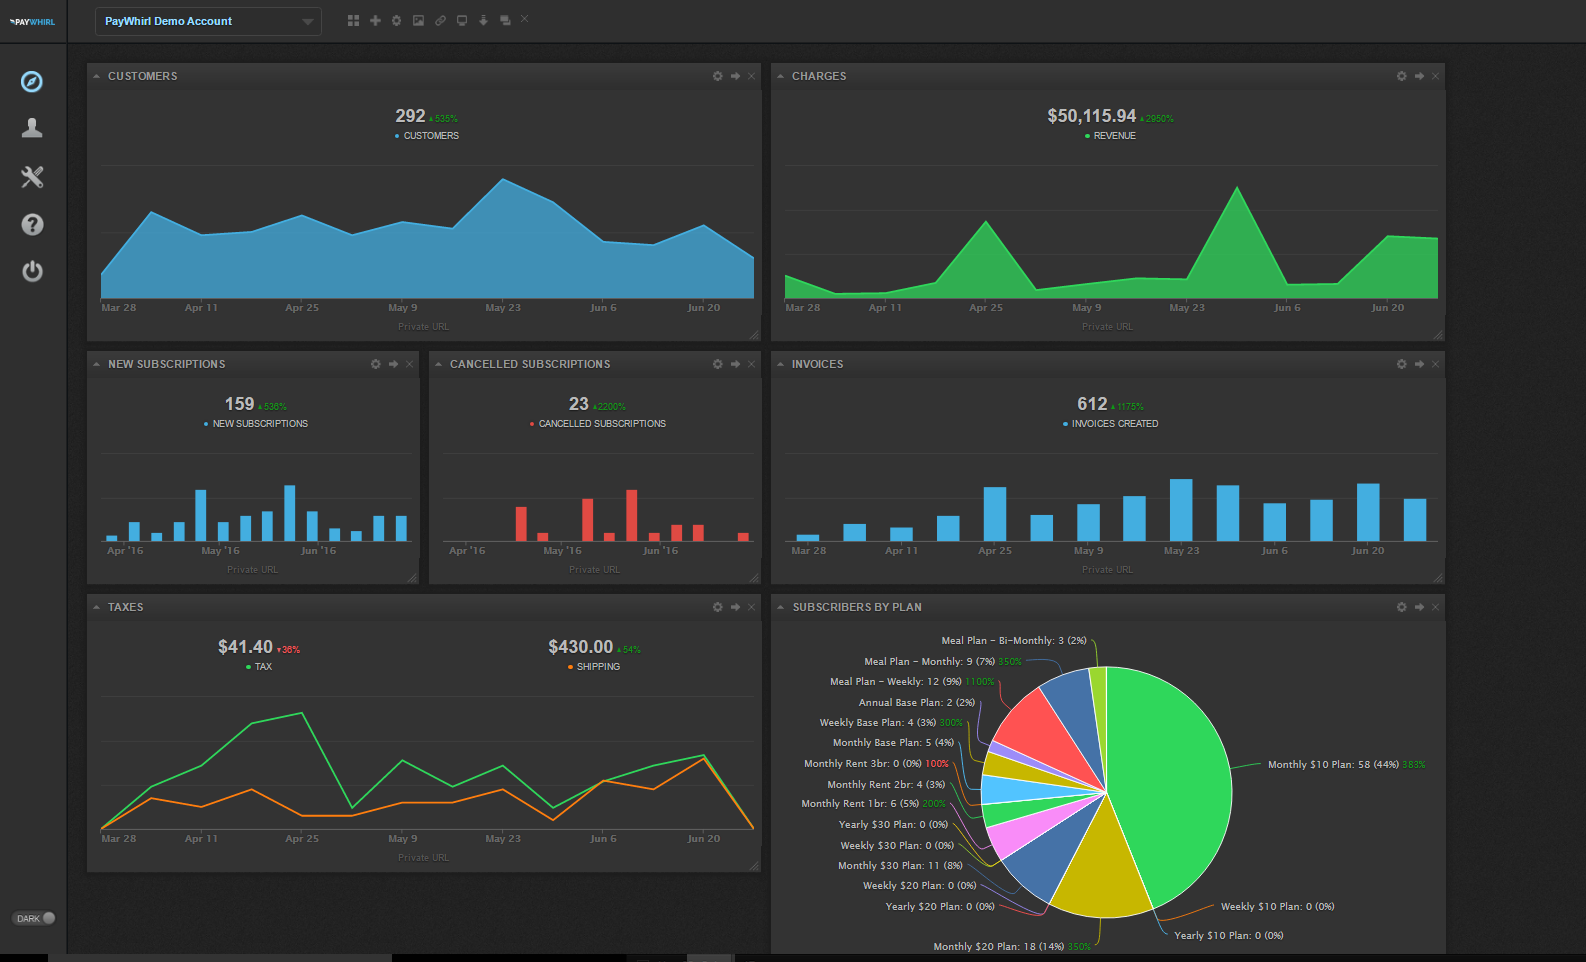 PAYWHIRL
PayWhirl Demo Account
CUSTOMERS
292 ▲535%
CUSTOMERS
Mar 28 Apr 11 Apr 25 May 9 May 23 Jun 6 Jun 20
Private URL
CHARGES
$50,115.94 ▲2950%
REVENUE
Mar 28 Apr 11 Apr 25 May 9 May 23 Jun 6 Jun 20
Private URL
NEW SUBSCRIPTIONS
159 ▲536%
NEW SUBSCRIPTIONS
Apr '16 May '16 Jun '16
Private URL
CANCELLED SUBSCRIPTIONS
23 ▲2200%
CANCELLED SUBSCRIPTIONS
Apr '16 May '16 Jun '16
Private URL
INVOICES
612 ▲1175%
INVOICES CREATED
Mar 28 Apr 11 Apr 25 May 9 May 23 Jun 6 Jun 20
Private URL
TAXES
$41.40 ▼36%
TAX
$430.00 ▲54%
SHIPPING
Mar 28 Apr 11 Apr 25 May 9 May 23 Jun 6 Jun 20
Private URL
SUBSCRIBERS BY PLAN
Meal Plan - Bi-Monthly: 3 (2%)
Meal Plan - Monthly: 9 (7%) 350%
Meal Plan - Weekly: 12 (9%) 1100%
Annual Base Plan: 2 (2%)
Weekly Base Plan: 4 (3%) 300%
Monthly Base Plan: 5 (4%)
Monthly Rent 3br: 0 (0%) 100%
Monthly $10 Plan: 58 (44%) 383%
Monthly Rent 2br: 4 (3%)
Monthly Rent 1br: 6 (5%) 200%
Yearly $30 Plan: 0 (0%)
Weekly $30 Plan: 0 (0%)
Monthly $30 Plan: 11 (8%)
Weekly $20 Plan: 0 (0%)
Yearly $20 Plan: 0 (0%)
Weekly $10 Plan: 0 (0%)
Yearly $10 Plan: 0 (0%)
Monthly $20 Plan: 18 (14%) 350%
DARK